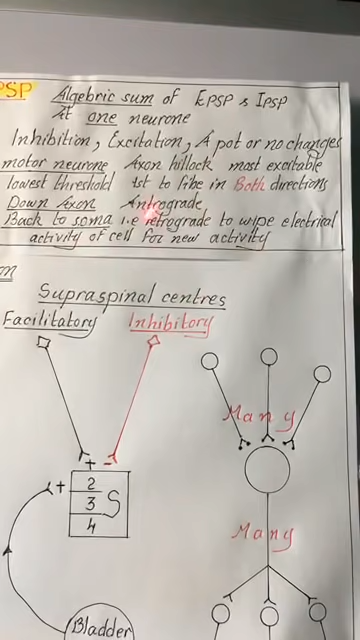 PSP Algebric sum of EPSP & IPSP
At one neurone
Inhibition, Excitation, A pot or no changes
motor neurone Axon hillock most excitable
lowest threshold 1st to fibe in Both directions
Down Axon Antrograde
Back to soma i.e retrograde to wipe electrical
activity of cell for new activity
m
Supraspinal centres
Facilitatory Inhibitory
Many
+ -
+ 2
3 S
4
Many
Bladder